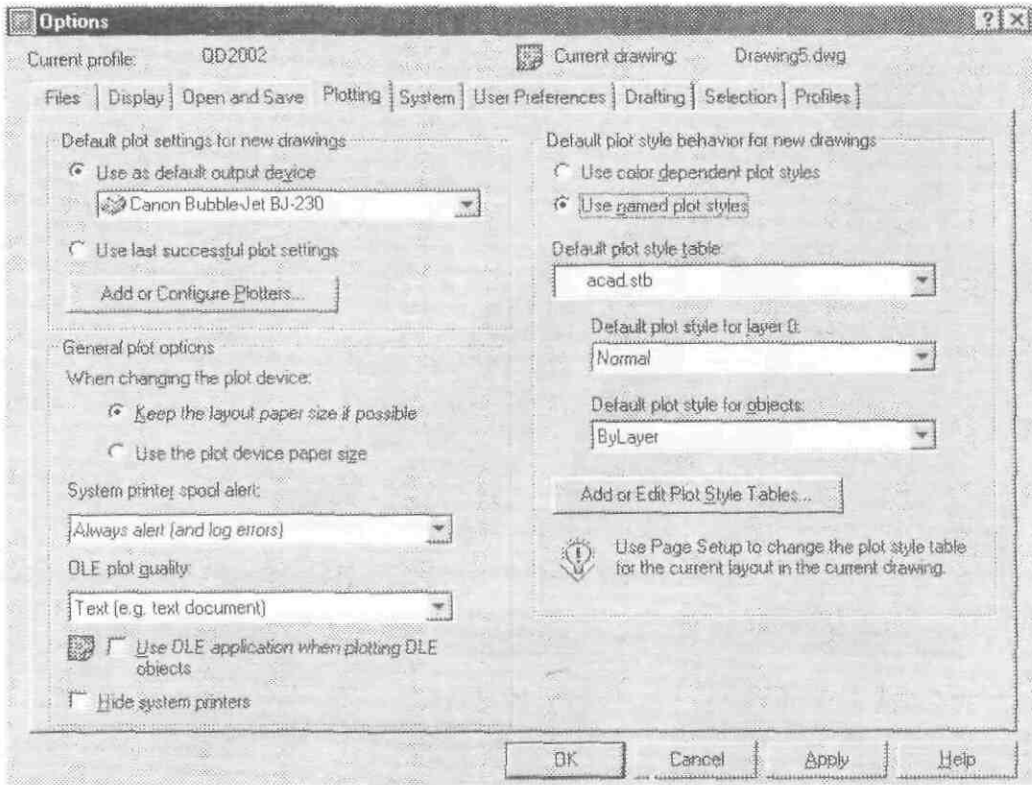 Options
Current profile: QD2002 Current drawing: Drawing5.dwg
Files Display Open and Save Plotting System User Preferences Drafting Selection Profiles
Default plot settings for new drawings
Use as default output device
Canon Bubble-Jet BJ-230
Use last successful plot settings
Add or Configure Plotters...
General plot options
When changing the plot device:
Keep the layout paper size if possible
Use the plot device paper size
System printer spool alert:
Always alert (and log errors)
OLE plot quality:
Text (e.g. text document)
Use OLE application when plotting OLE
objects
Hide system printers
Default plot style behavior for new drawings
Use color dependent plot styles
Use named plot styles
Default plot style table:
acad.stb
Default plot style for layer 0:
Normal
Default plot style for objects:
ByLayer
Add or Edit Plot Style Tables...
Use Page Setup to change the plot style table
for the current layout in the current drawing.
OK Cancel Apply Help